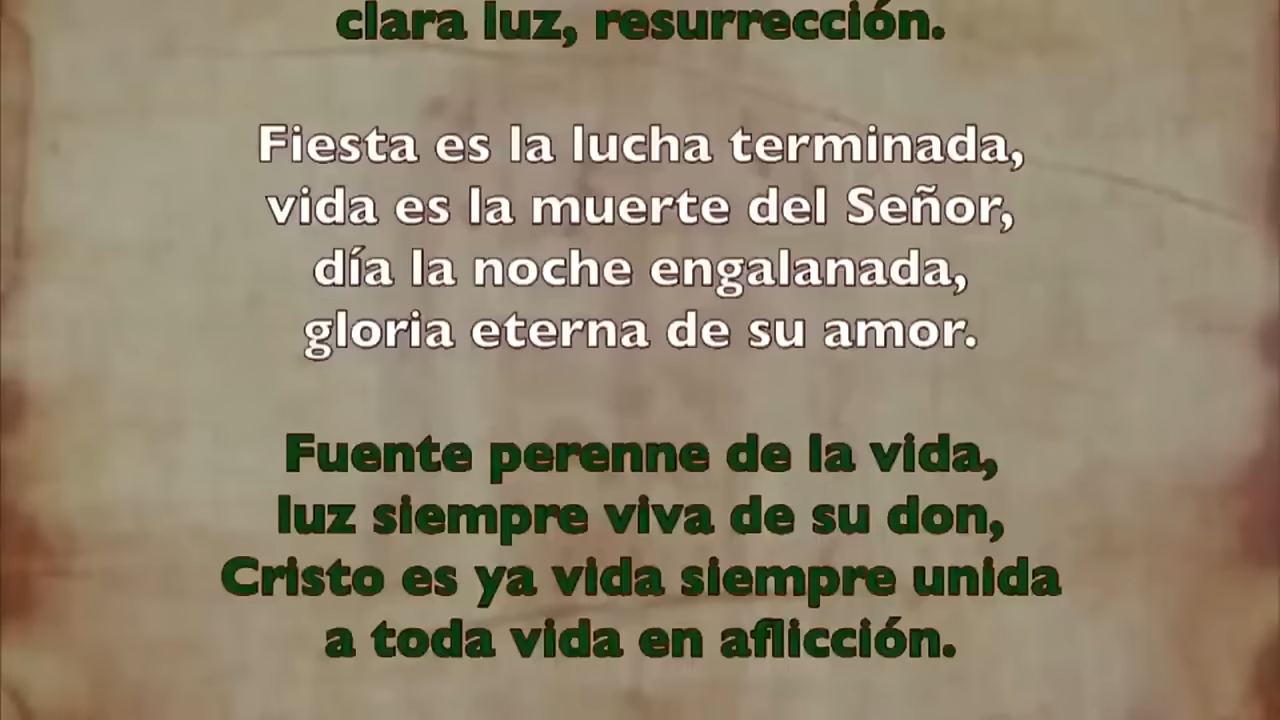 clara luz, resurrección.
Fiesta es la lucha terminada,
vida es la muerte del Señor,
día la noche engalanada,
gloria eterna de su amor.
Fuente perenne de la vida,
luz siempre viva de su don,
Cristo es ya vida siempre unida
a toda vida en aflicción.